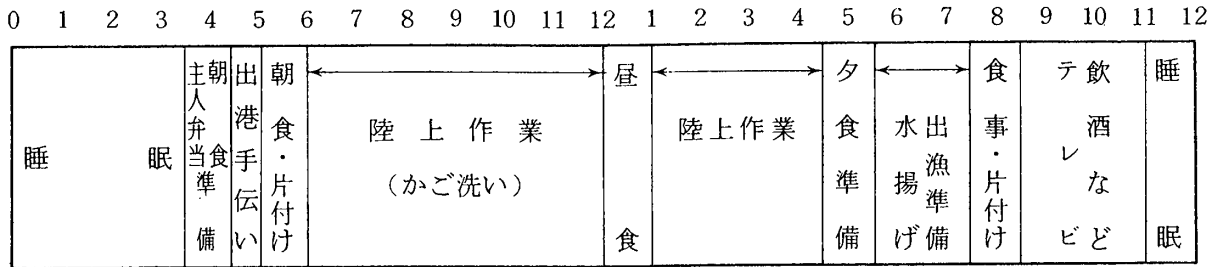 0 1 2 3 4 5 6 7 8 9 10 11 12 1 2 3 4 5 6 7 8 9 10 11 12
睡眠
朝食準備
主人弁当
出港手伝い
朝食・片付け
陸上作業
(かご洗い)
昼食
陸上作業
夕食準備
出漁準備
水揚げ
食事・片付け
飲酒など
テレビ
睡眠